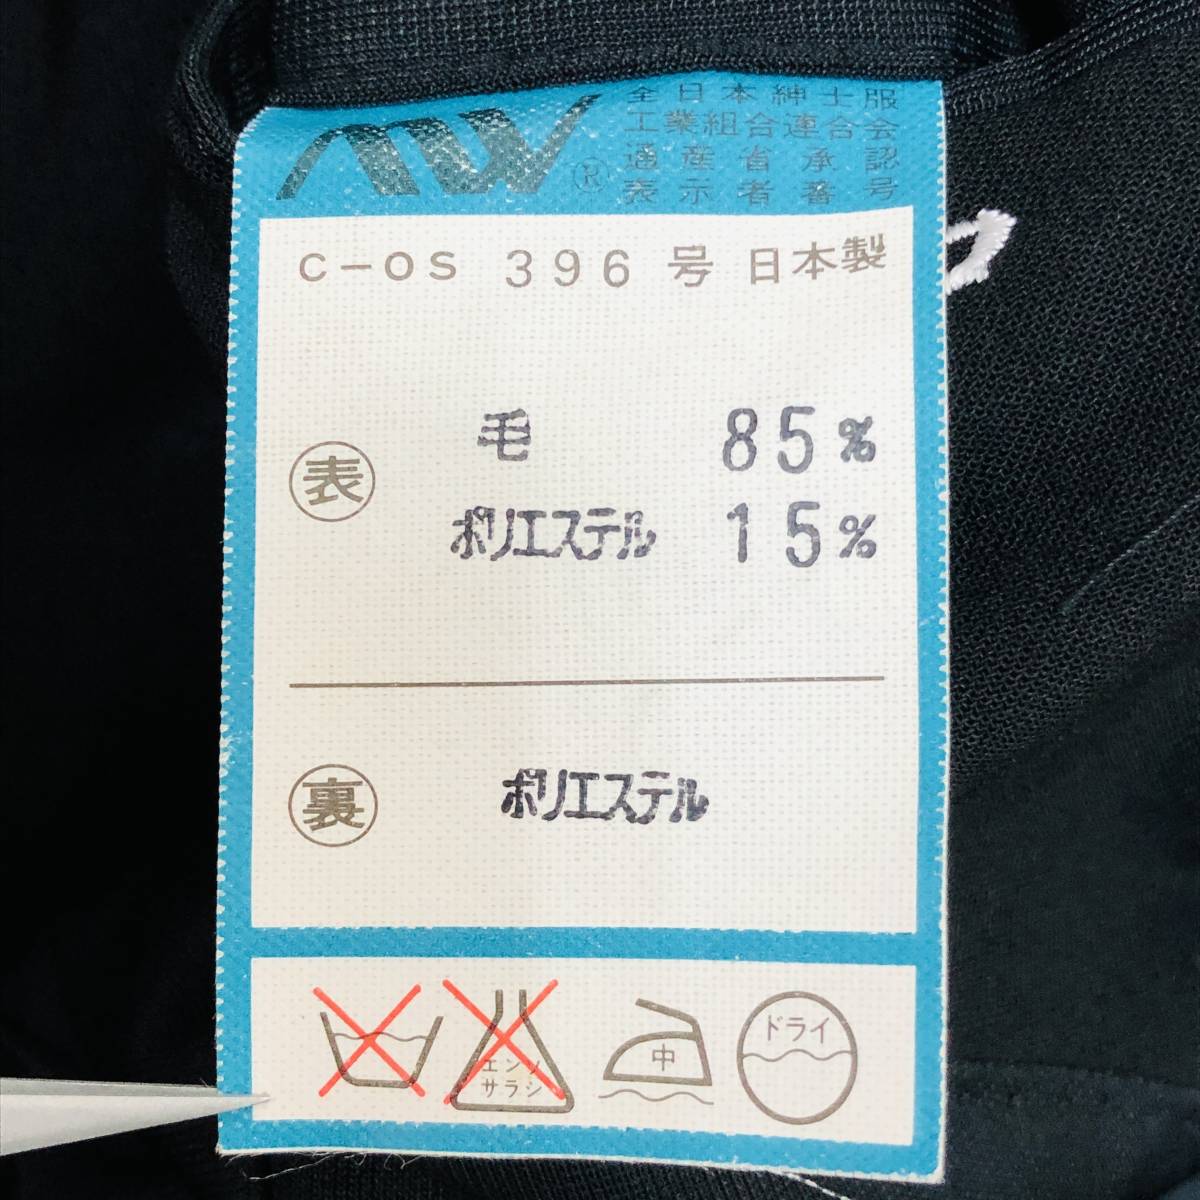 MW ®
全日本紳士服
工業組合連合会
通産省承認
表示者番号
C-OS 396 号 日本製
表
毛 85%
ポリエステル 15%
裏
ポリエステル
エンソ
サラシ
中
ドライ